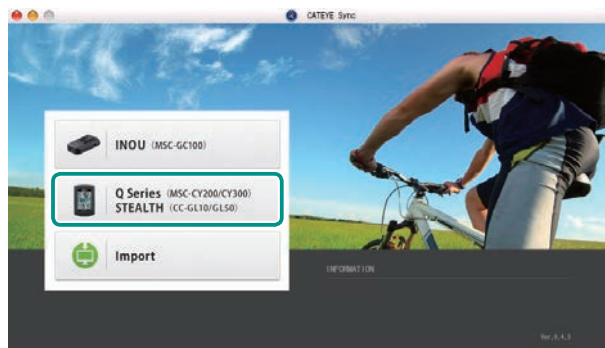 CATEYE Sync
INOU (MSC-GC100)
Q Series (MSC-CY200/CY300)
STEALTH (CC-GL10/GL50)
Import
INFORMATION